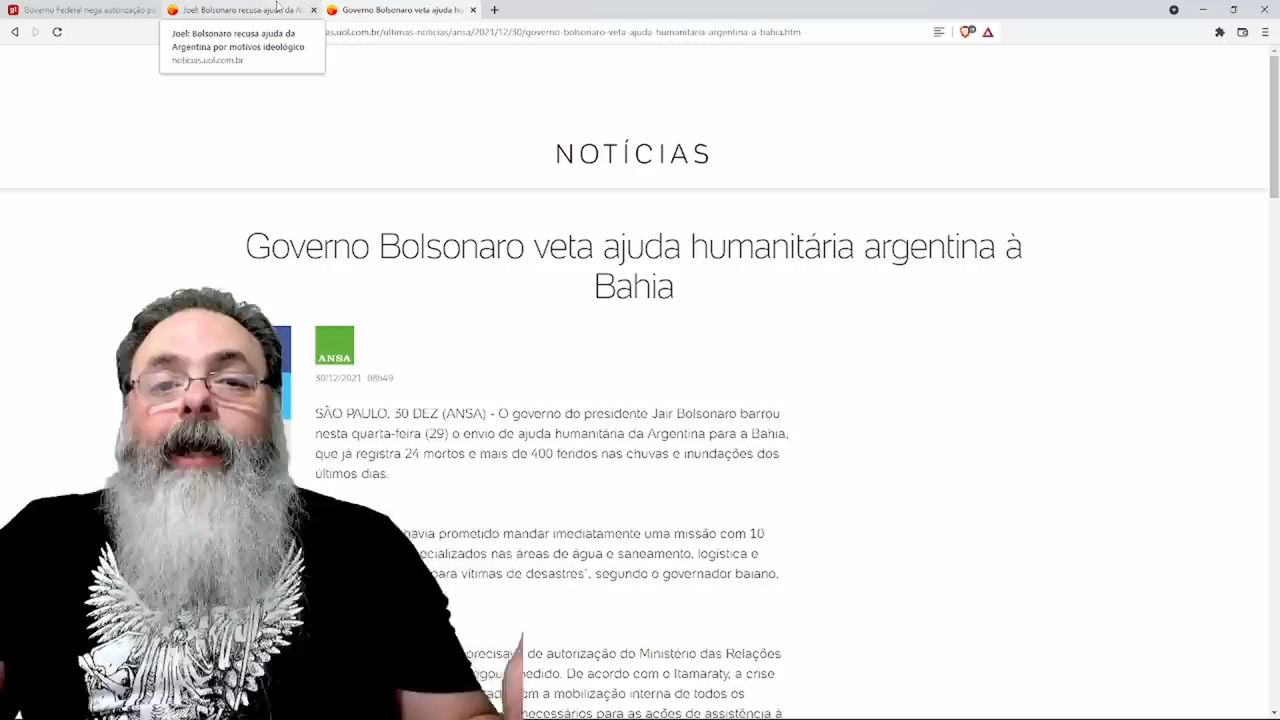 Governo Federal nega autorização pa
Joel: Bolsonaro recusa ajuda da A
Governo Bolsonaro veta ajuda hu
Joel: Bolsonaro recusa ajuda da
Argentina por motivos ideológico
noticias.uol.com.br
as.uol.com.br/ultimas-noticias/ansa/2021/12/30/governo-bolsonaro-veta-ajuda-humanitaria-argentina-a-bahia.htm
NOTÍCIAS
Governo Bolsonaro veta ajuda humanitária argentina à
Bahia
ANSA
30/12/2021 08h49
SÃO PAULO, 30 DEZ (ANSA) - O governo do presidente Jair Bolsonaro barrou
nesta quarta-feira (29) o envio de ajuda humanitária da Argentina para a Bahia,
que já registra 24 mortos e mais de 400 feridos nas chuvas e inundações dos
últimos dias.
havia prometido mandar imediatamente uma missão com 10
ecializados nas áreas de água e saneamento, logística e
para vítimas de desastres", segundo o governador baiano,
precisava de autorização do Ministério das Relações
pedido. De acordo com o Itamaraty, a crise
om a mobilização interna de todos os
necessários para as ações de assistência à